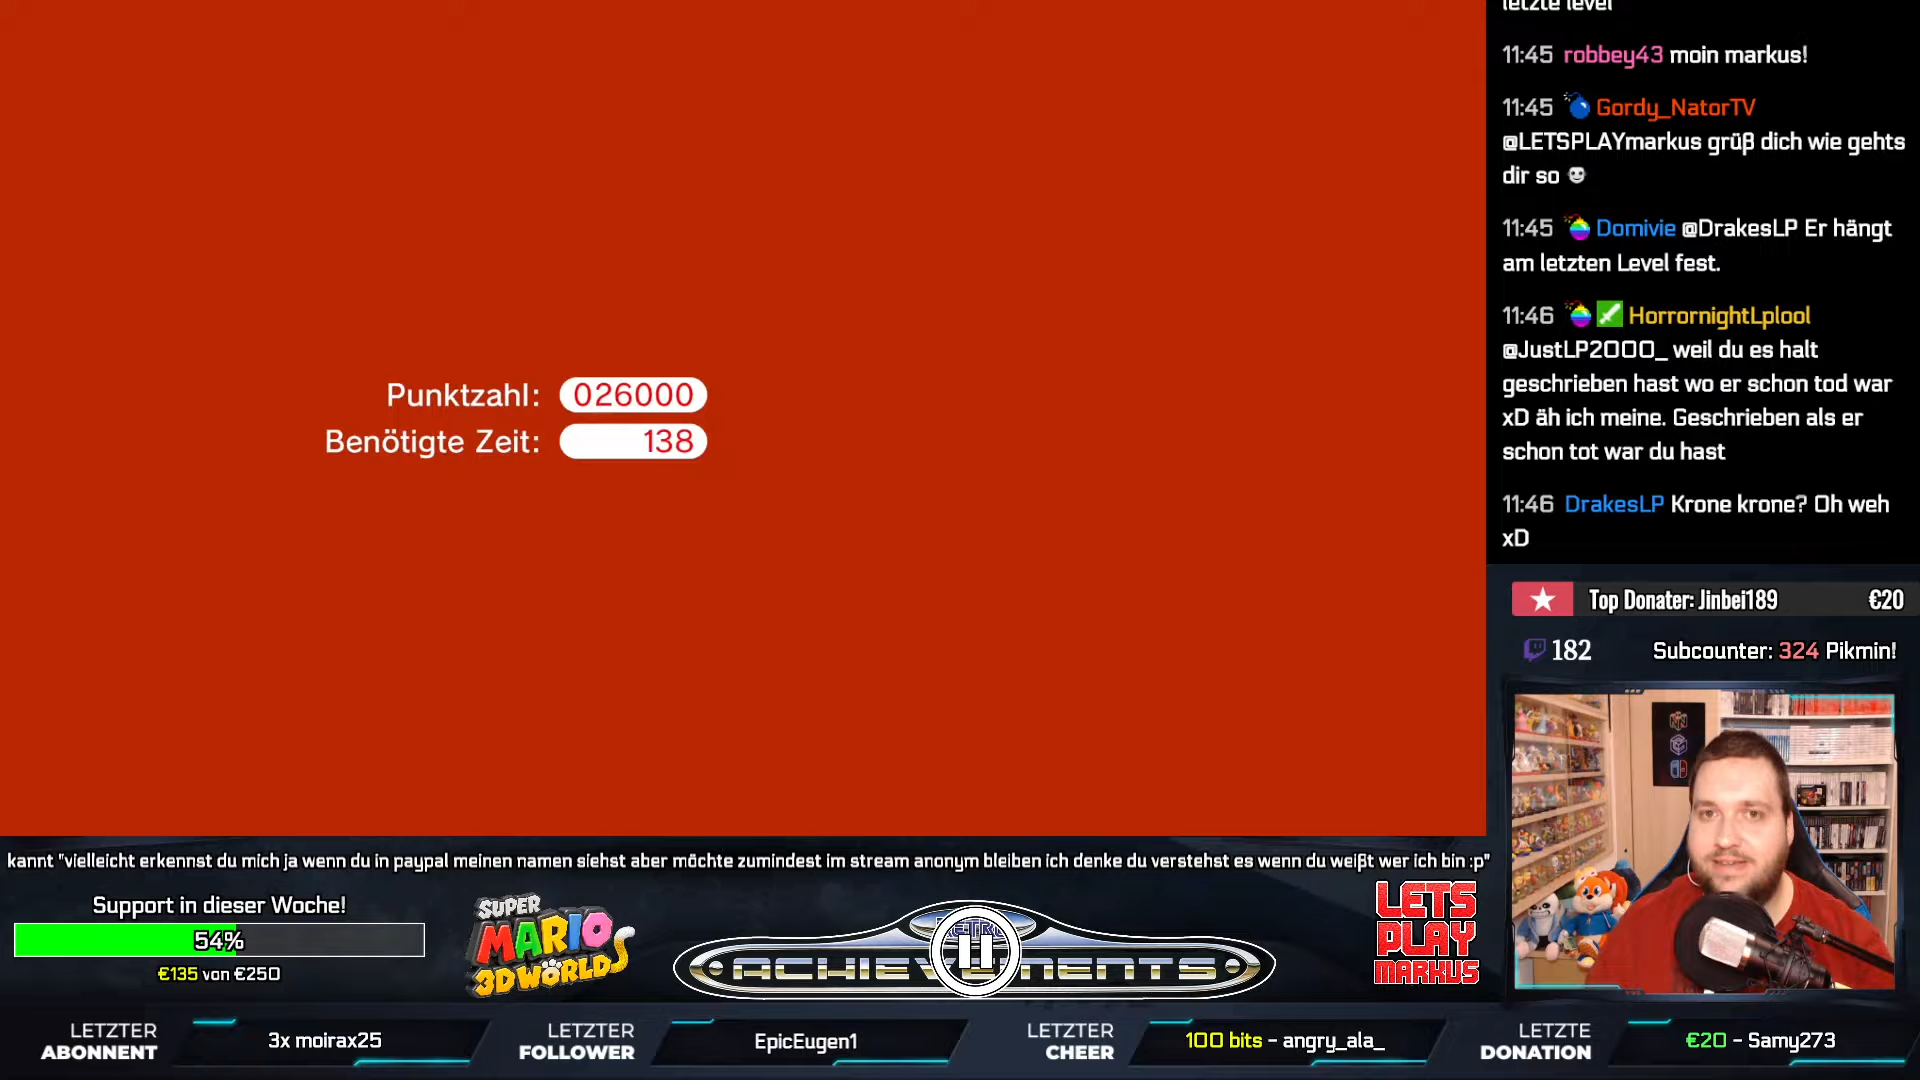 letzte level
11:45 robbey43 moin markus!
11:45 Gordy_NatorTV
@LETSPLAYmarkus grüß dich wie gehts
dir so
11:45 Domivie @DrakesLP Er hängt
am letzten Level fest.
11:46 HorrornightLplool
@JustLP2000_ weil du es halt
geschrieben hast wo er schon tod war
xD äh ich meine. Geschrieben als er
schon tot war du hast
11:46 DrakesLP Krone krone? Oh weh
xD
Punktzahl: 026000
Benötigte Zeit: 138
Top Donater: Jinbei189 €20
182 Subcounter: 324 Pikmin!
kannt "vielleicht erkennst du mich ja wenn du in paypal meinen namen siehst aber möchte zumindest im stream anonym bleiben ich denke du verstehst es wenn du weißt wer ich bin :p"
Support in dieser Woche!
54%
€135 von €250
SUPER
MARIO
3D WORLD
RETRO
ACHIEVEMENTS
LETS
PLAY
MARKUS
LETZTER
ABONNENT
3x moirax25
LETZTER
FOLLOWER
EpicEugen1
LETZTER
CHEER
100 bits - angry_ala_
LETZTE
DONATION
€20 - Samy273